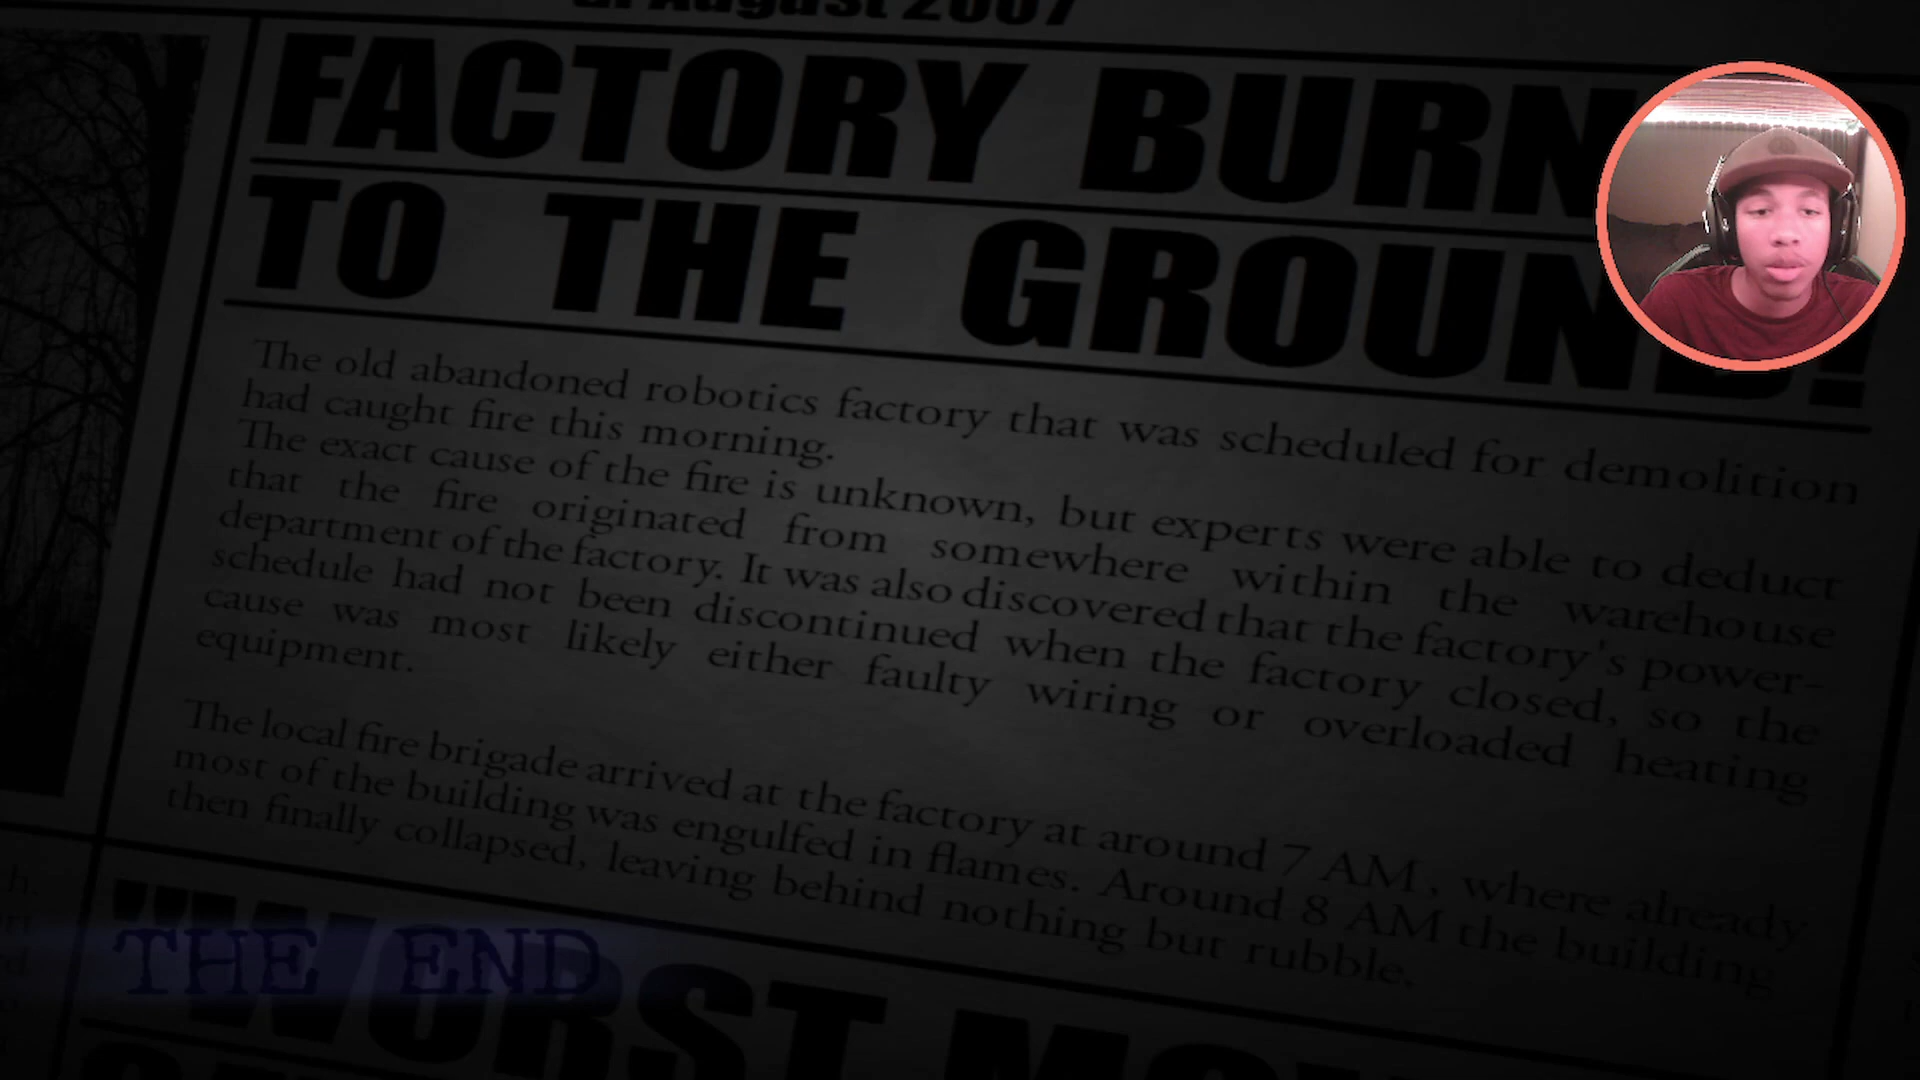 August 2007
FACTORY BURN
TO THE GROUND!
The old abandoned robotics factory that was scheduled for demolition
had caught fire this morning.
The exact cause of the fire is unknown, but experts were able to deduct
that the fire originated from somewhere within the warehouse
department of the factory. It was also discovered that the factory's power-
schedule had not been discontinued when the factory closed, so the
cause was most likely either faulty wiring or overloaded heating
equipment.
The local fire brigade arrived at the factory at around 7 AM, where already
most of the building was engulfed in flames. Around 8 AM the building
then finally collapsed, leaving behind nothing but rubble.
THE END
"WORST